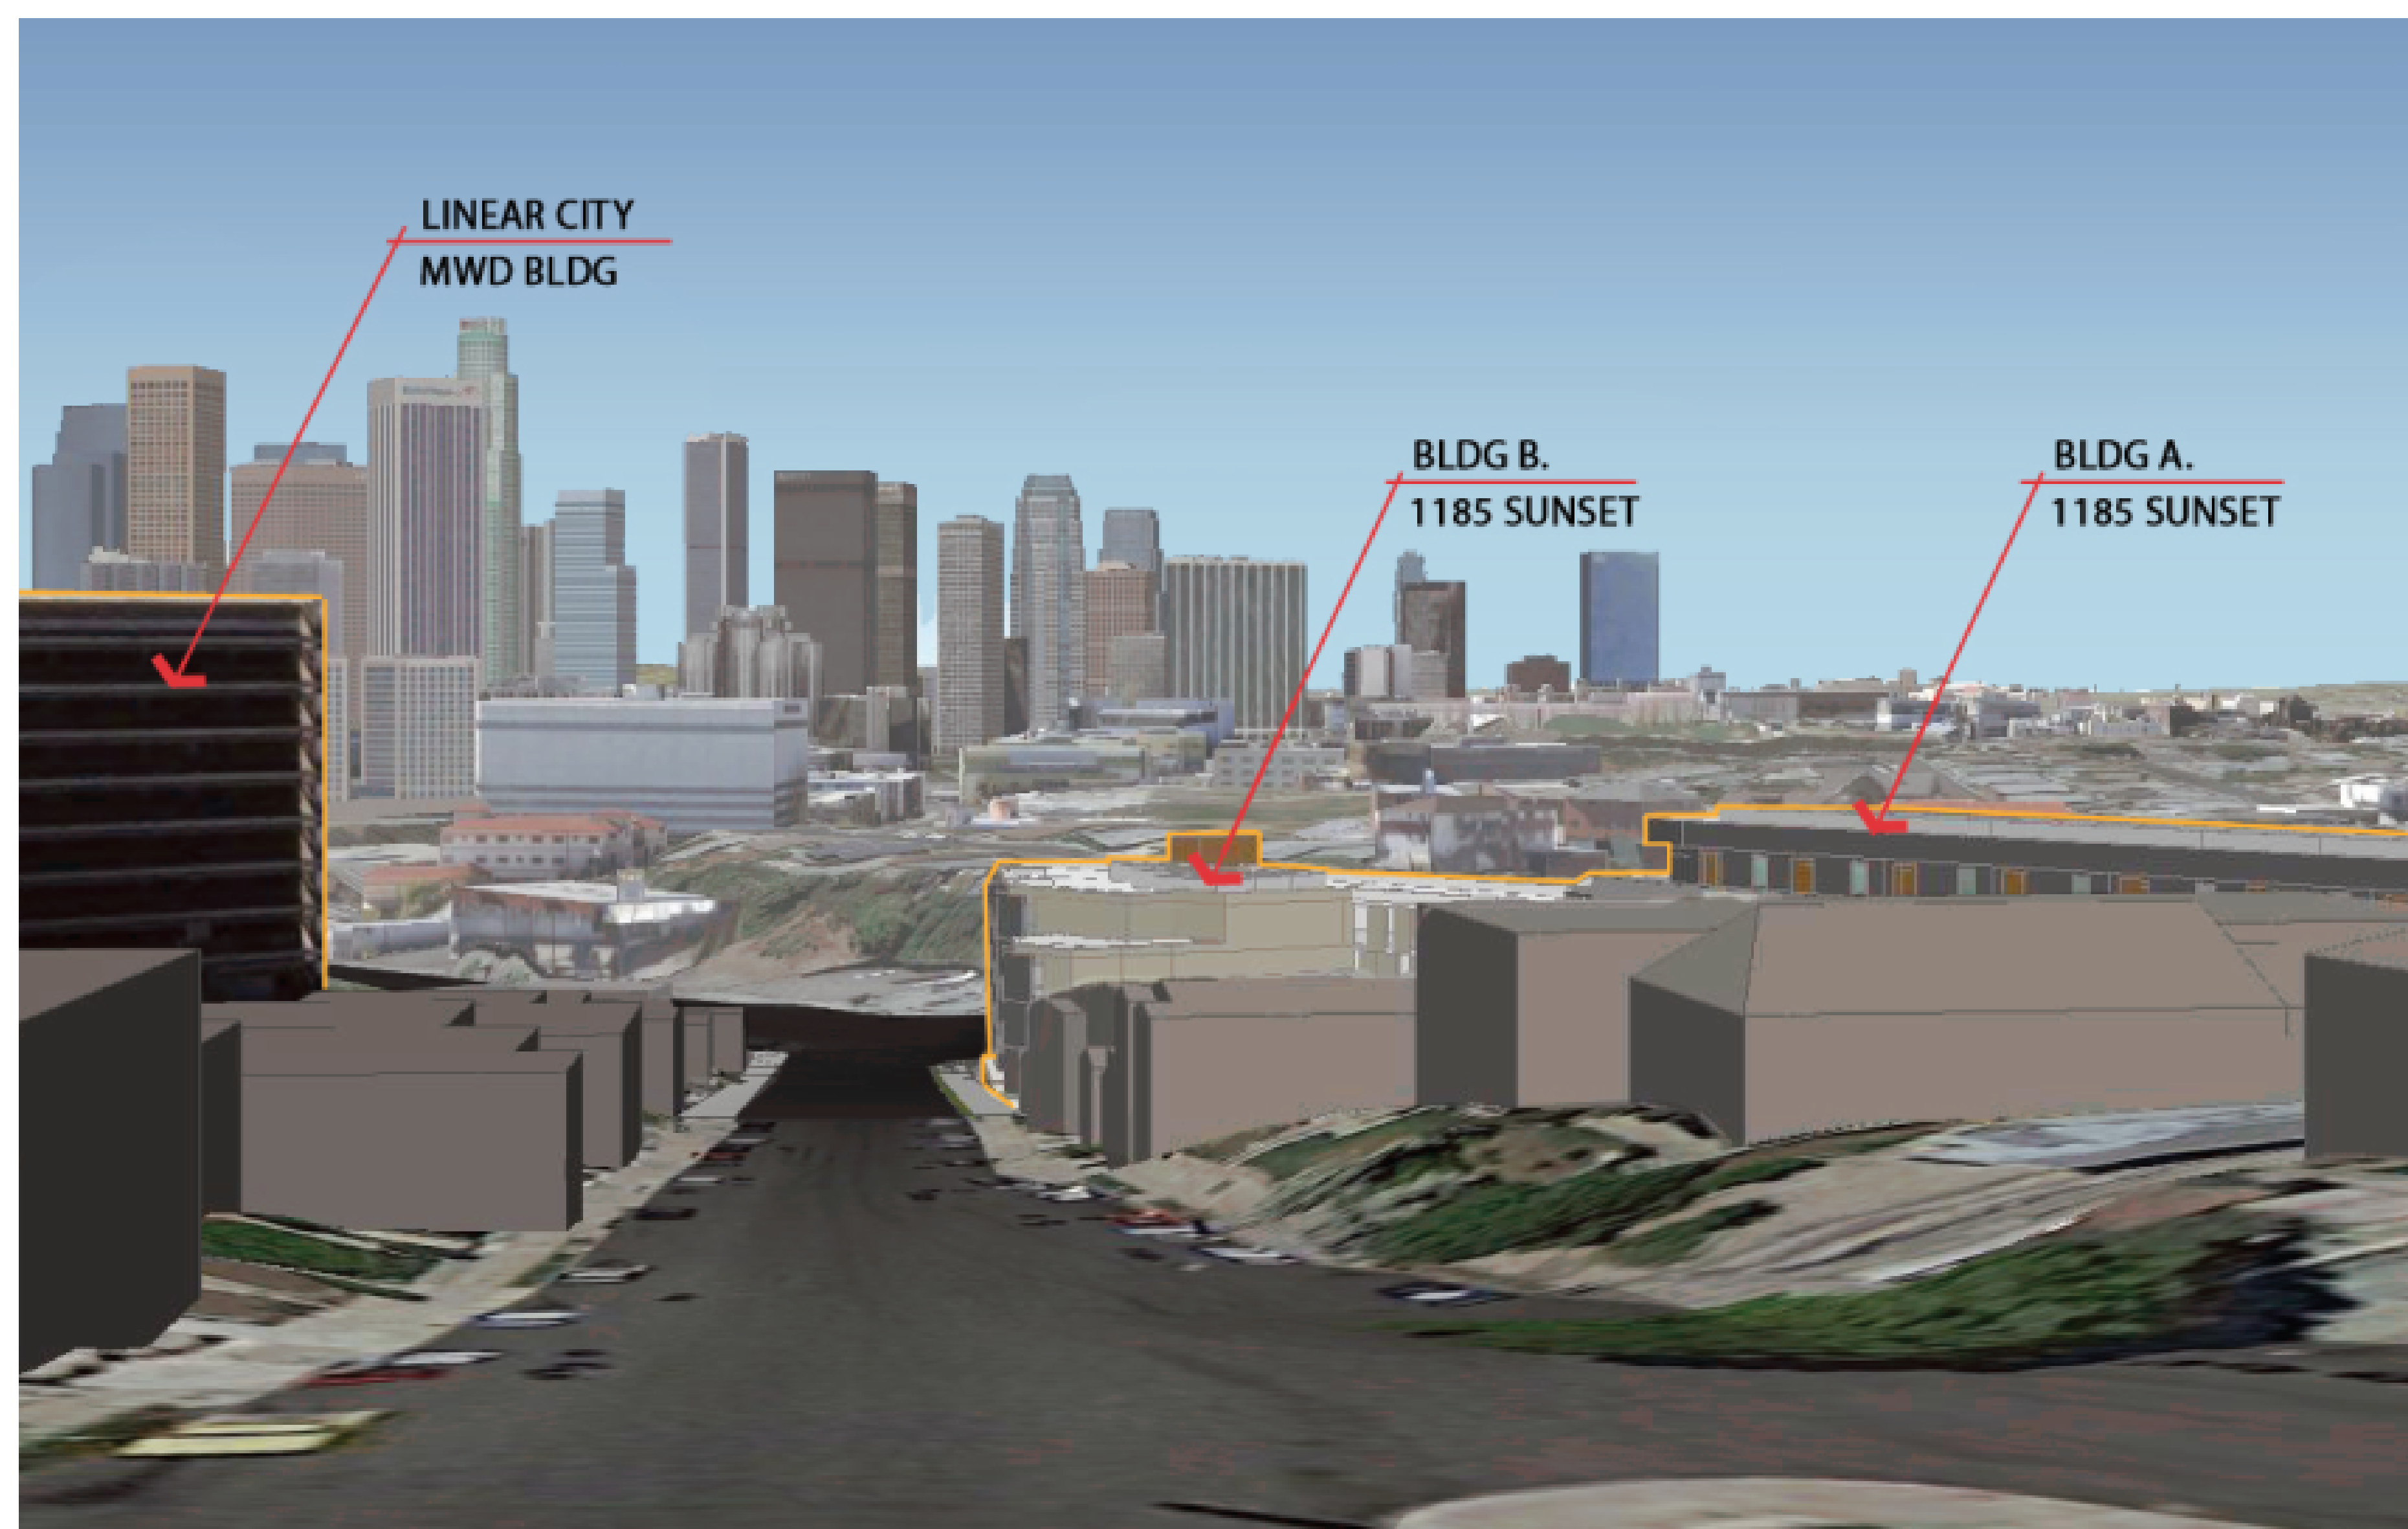 LINEAR CITY
MWD BLDG
BLDG B.
1185 SUNSET
BLDG A.
1185 SUNSET